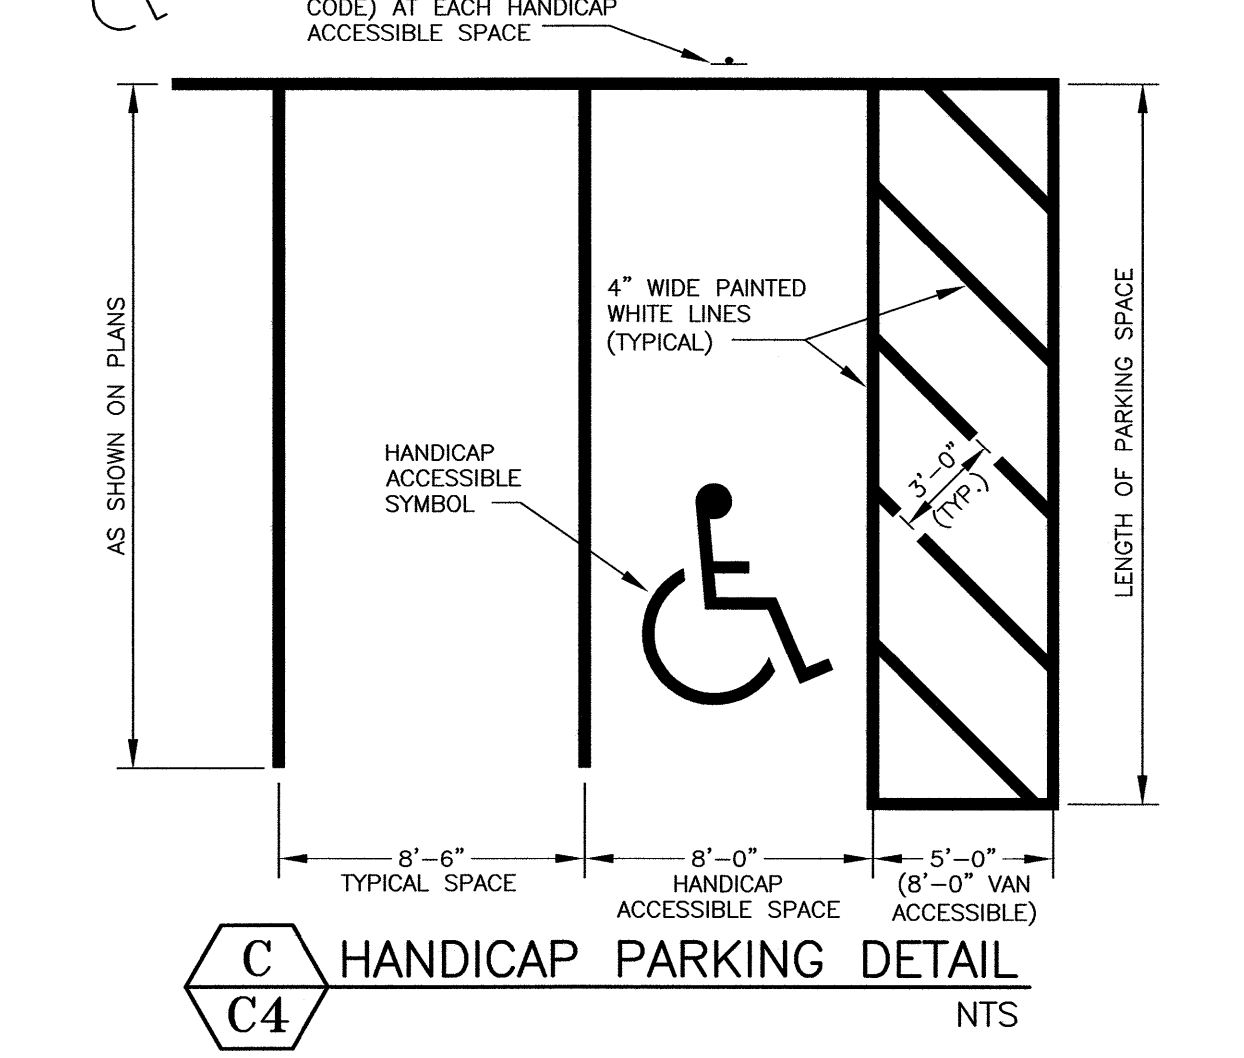 CODE) AT EACH HANDICAP
ACCESSIBLE SPACE
AS SHOWN ON PLANS
4” WIDE PAINTED
WHITE LINES
(TYPICAL)
HANDICAP
ACCESSIBLE
SYMBOL
3’-0”
(TYP.)
LENGTH OF PARKING SPACE
8’-6”
TYPICAL SPACE
8’-0”
HANDICAP
ACCESSIBLE SPACE
5’-0”
(8’-0” VAN
ACCESSIBLE)
C
C4
HANDICAP PARKING DETAIL
NTS